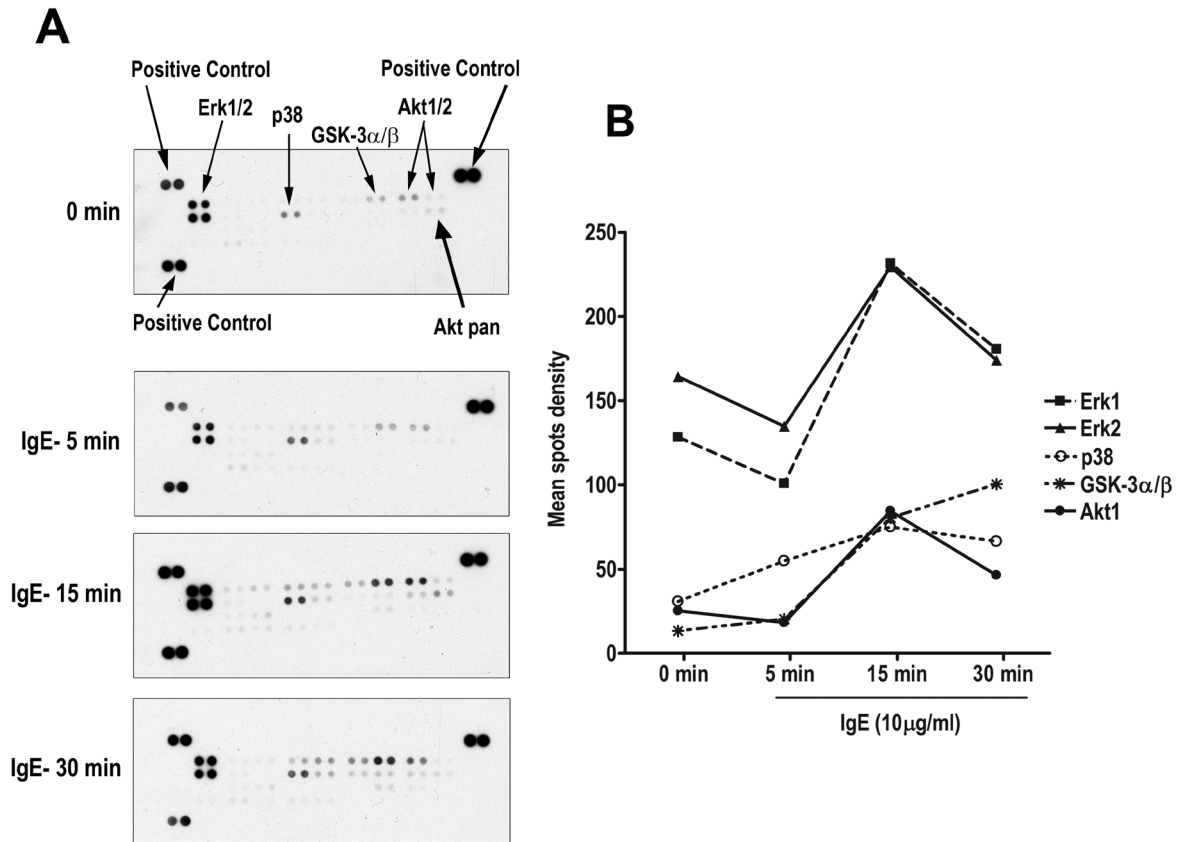 A
Positive Control
Positive Control
Erk1/2
p38
Akt1/2
GSK-3α/β
0 min
Positive Control
Akt pan
IgE- 5 min
IgE- 15 min
IgE- 30 min
B
250
200
150
100
50
0
Mean spots density
0 min
5 min
15 min
30 min
IgE (10μg/ml)
Erk1
Erk2
p38
GSK-3α/β
Akt1